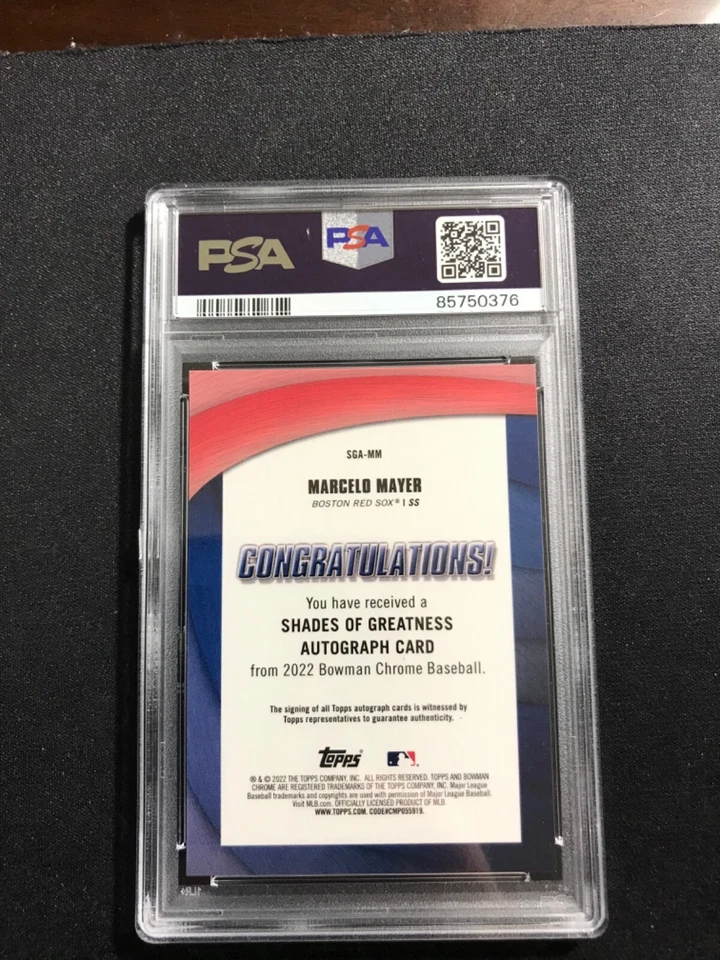 PSA PSA
85750376
SGA-MM
MARCELO MAYER
BOSTON RED SOX® | SS
CONGRATULATIONS!
You have received a
SHADES OF GREATNESS
AUTOGRAPH CARD
from 2022 Bowman Chrome Baseball.
The signing of all Topps autograph cards is witnessed by
Topps representatives to guarantee authenticity.
Topps
® & © 2022 THE TOPPS COMPANY, INC. ALL RIGHTS RESERVED. TOPPS AND BOWMAN
CHROME ARE REGISTERED TRADEMARKS OF THE TOPPS COMPANY, INC. Major League
Baseball trademarks and copyrights are used with permission of Major League Baseball.
Visit MLB.com. OFFICIALLY LICENSED PRODUCT OF MLB.
WWW.TOPPS.COM. CODE#CMP055919.